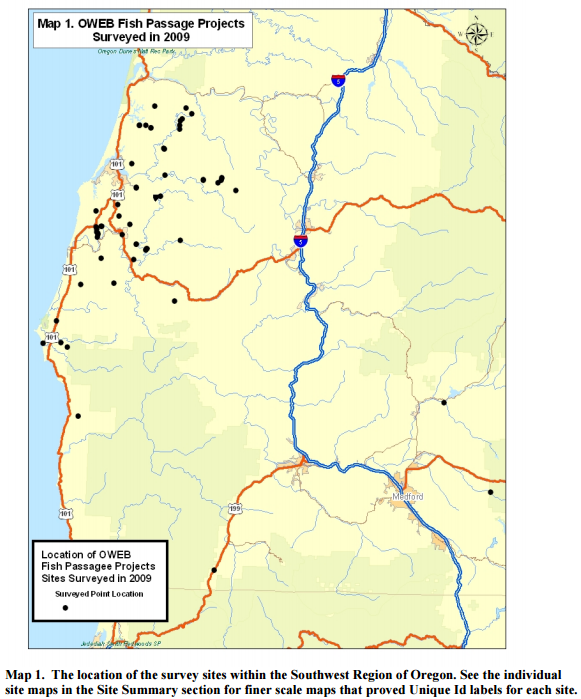 Map 1. OWEB Fish Passage Projects
Surveyed in 2009
Oregon Dunes Natl Rec Park
N
W
E
S
5
101
101
5
101
101
Medford
199
101
Location of OWEB
Fish Passagee Projects
Sites Surveyed in 2009
Surveyed Point Location
Jedediah Smith Redwoods SP
Map 1. The location of the survey sites within the Southwest Region of Oregon. See the individual
site maps in the Site Summary section for finer scale maps that proved Unique Id labels for each site.